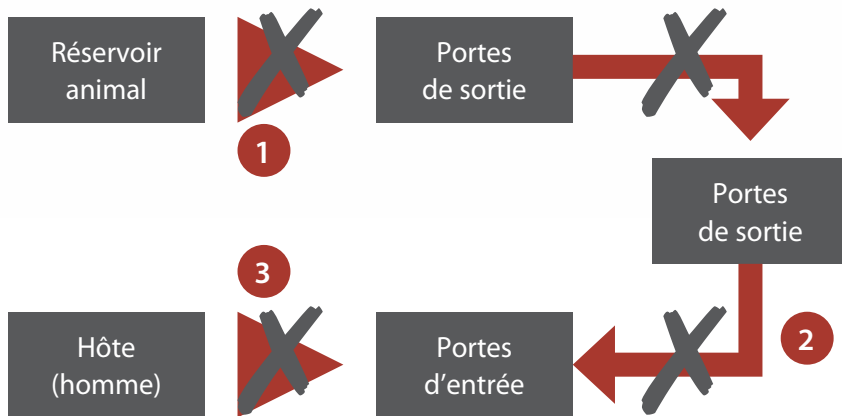 Réservoir
animal
Portes
de sortie
1
Portes
de sortie
2
3
Hôte
(homme)
Portes
d'entrée